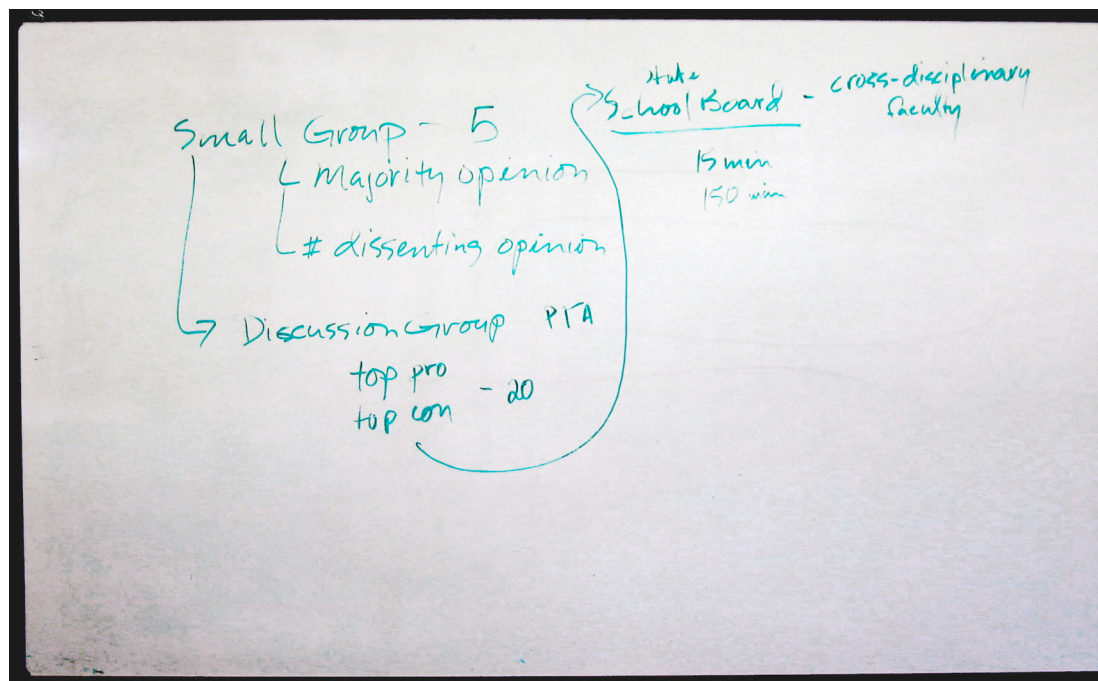 Small Group - 5
Majority opinion
# dissenting opinion
Discussion Group PTA
top pro
top con - 20
State
School Board - cross-disciplinary
faculty
15 min
150 min